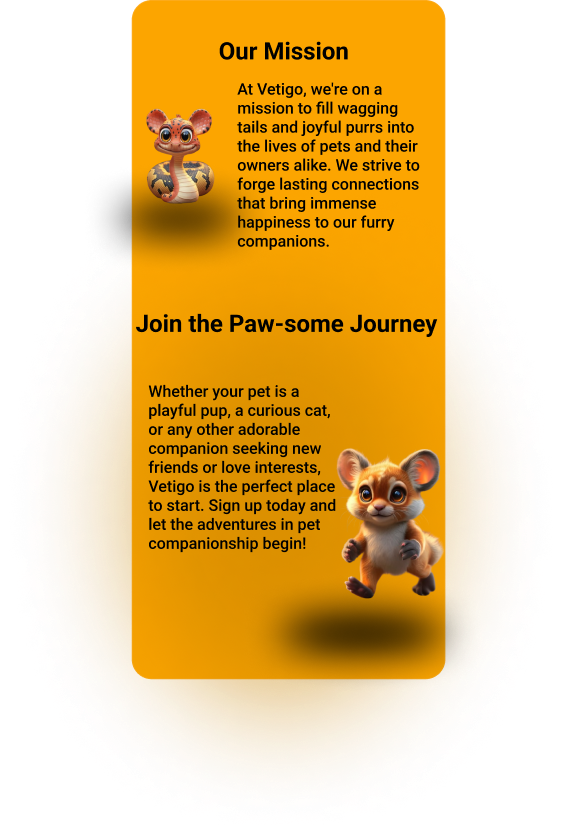 Our Mission
At Vetigo, we're on a
mission to fill wagging
tails and joyful purrs into
the lives of pets and their
owners alike. We strive to
forge lasting connections
that bring immense
happiness to our furry
companions.
Join the Paw-some Journey
Whether your pet is a
playful pup, a curious cat,
or any other adorable
companion seeking new
friends or love interests,
Vetigo is the perfect place
to start. Sign up today and
let the adventures in pet
companionship begin!